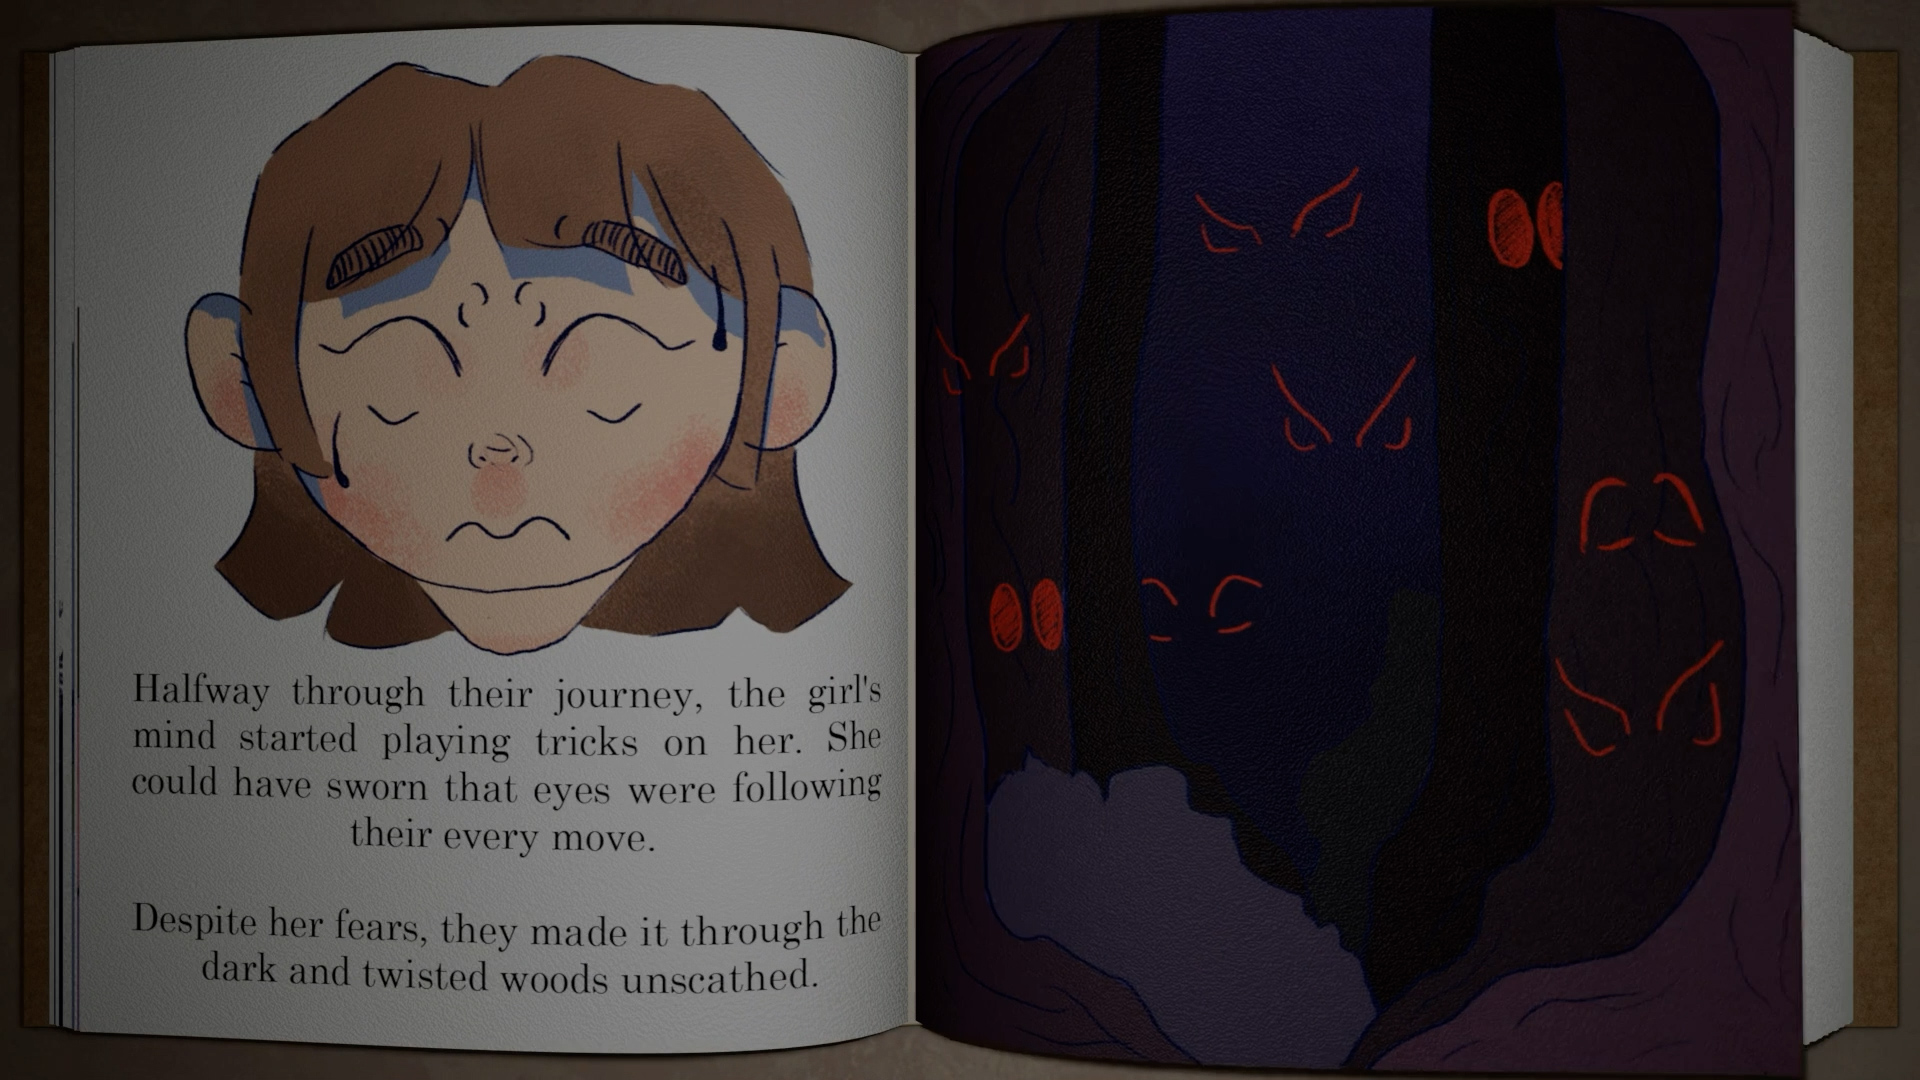 Halfway through their journey, the girl's
mind started playing tricks on her. She
could have sworn that eyes were following
their every move.
Despite her fears, they made it through the
dark and twisted woods unscathed.